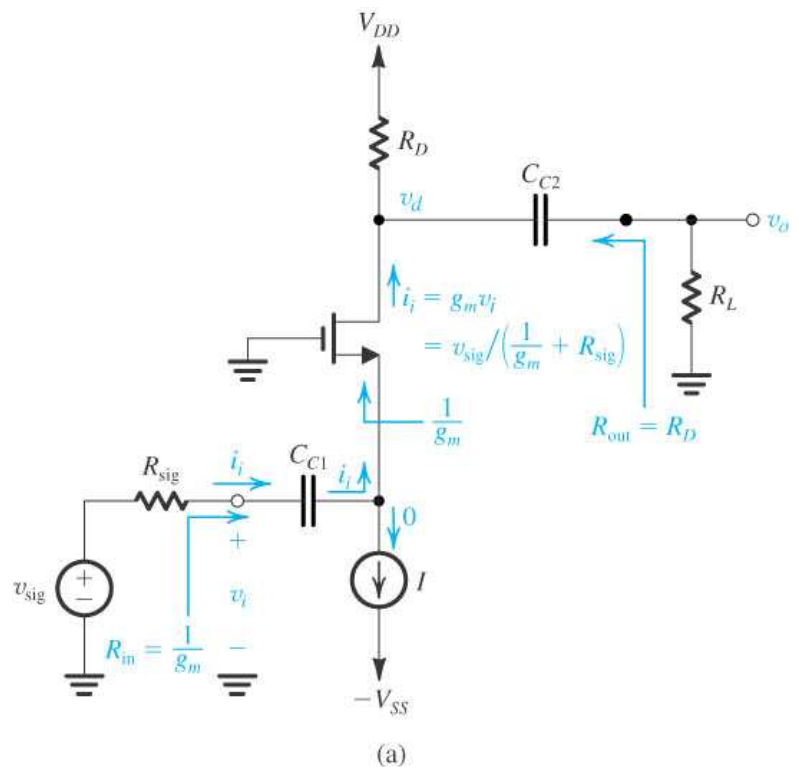 V_DD
R_D
C_C2
v_d
v_o
i_i = g_m v_i
= v_sig/(1/g_m + R_sig)
R_L
1/g_m
R_out = R_D
C_C1
R_sig
i_i
i_i
0
+
+
−
v_sig
v_i
I
R_in = 1/g_m
−
−V_SS
(a)